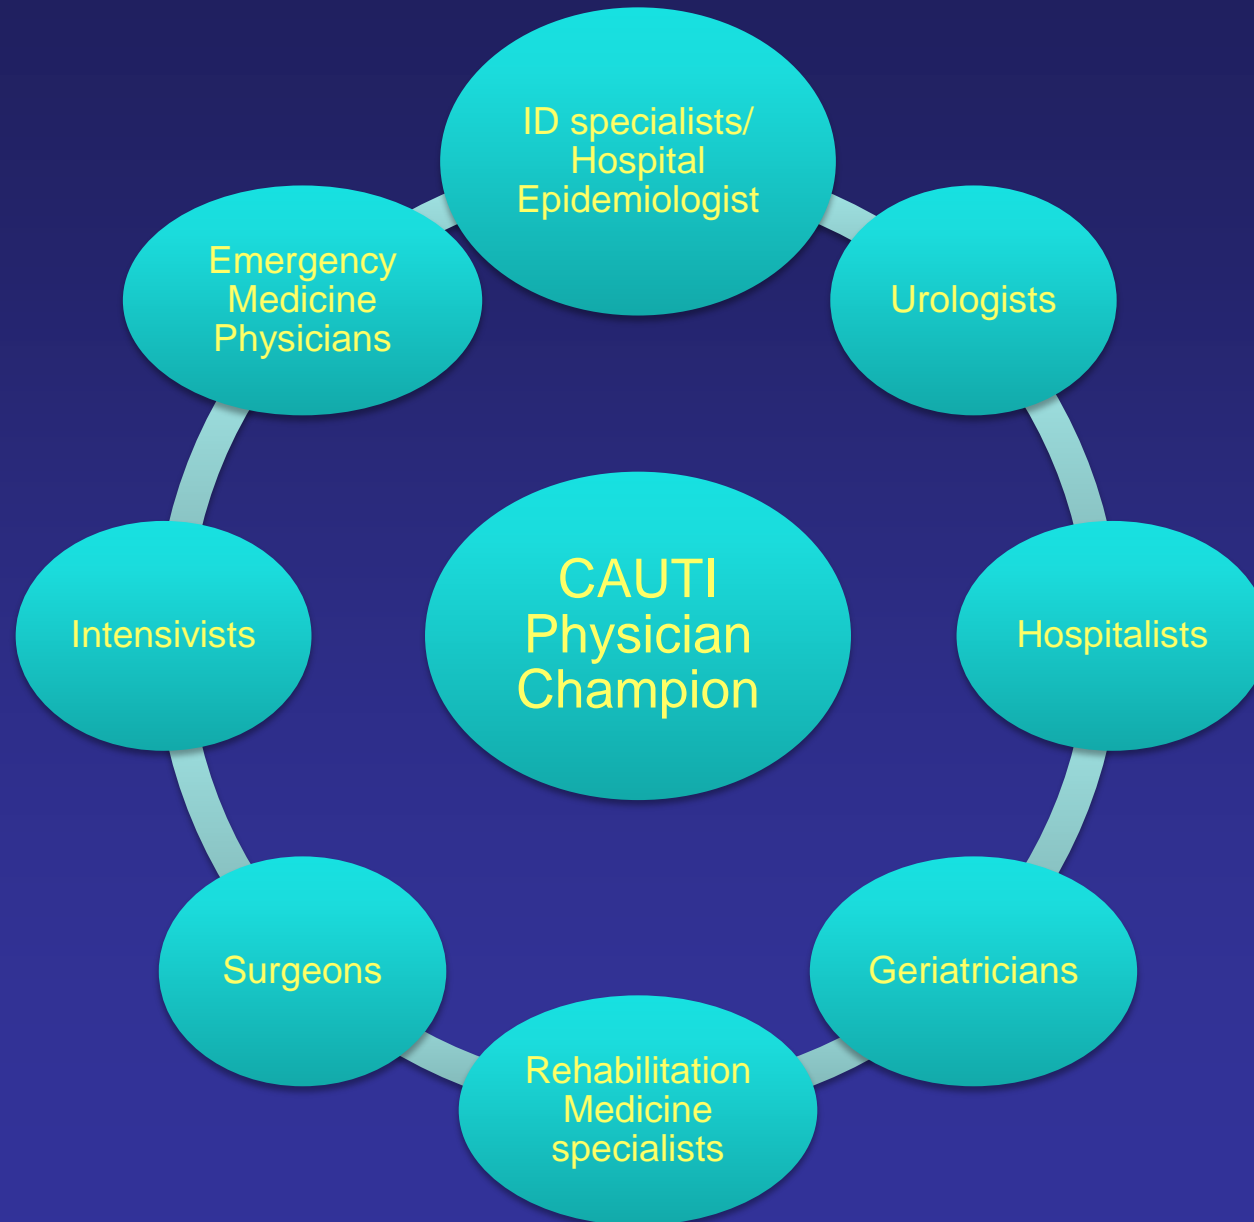 ID specialists/
Hospital
Epidemiologist
Emergency
Medicine
Physicians
Urologists
CAUTI
Physician
Champion
Intensivists
Hospitalists
Surgeons
Geriatricians
Rehabilitation
Medicine
specialists